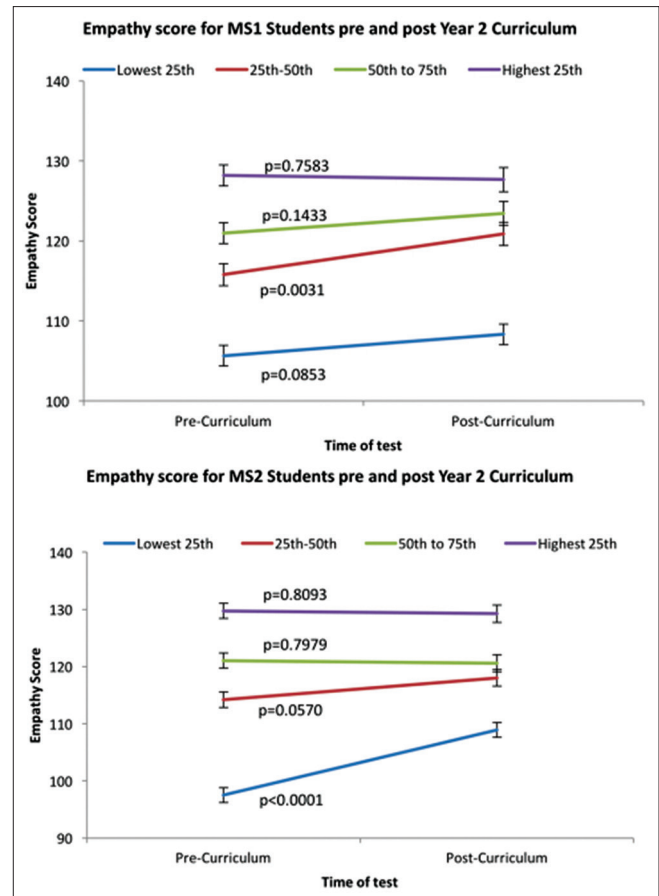 Empathy score for MS1 Students pre and post Year 2 Curriculum
140
Lowest 25th 25th-50th 50th to 75th Highest 25th
130
p=0.7583
p=0.1433
120
Empathy Score
p=0.0031
110
p=0.0853
100
Pre-Curriculum Post-Curriculum
Time of test
Empathy score for MS2 Students pre and post Year 2 Curriculum
140
Lowest 25th 25th-50th 50th to 75th Highest 25th
130
p=0.8093
p=0.7979
120
Empathy Score
p=0.0570
110
100
p<0.0001
90
Pre-Curriculum Post-Curriculum
Time of test